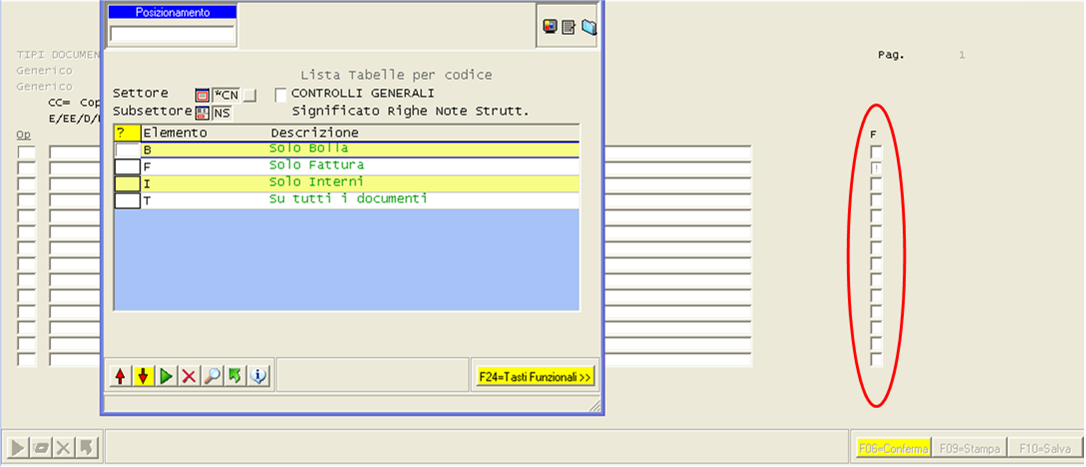 Posizionamento
TIPI DOCUMEN
Pag. 1
Generico
Lista Tabelle per codice
Generico
Settore *CN CONTROLLI GENERALI
CC= Cop
Subsettore NS Significato Righe Note Strutt.
E/EE/D/
Op
? Elemento Descrizione
F
B Solo Bolla
F Solo Fattura
I Solo Interni
T Su tutti i documenti
F24=Tasti Funzionali >>
F06=Conferma F09=Stampa F10=Salva